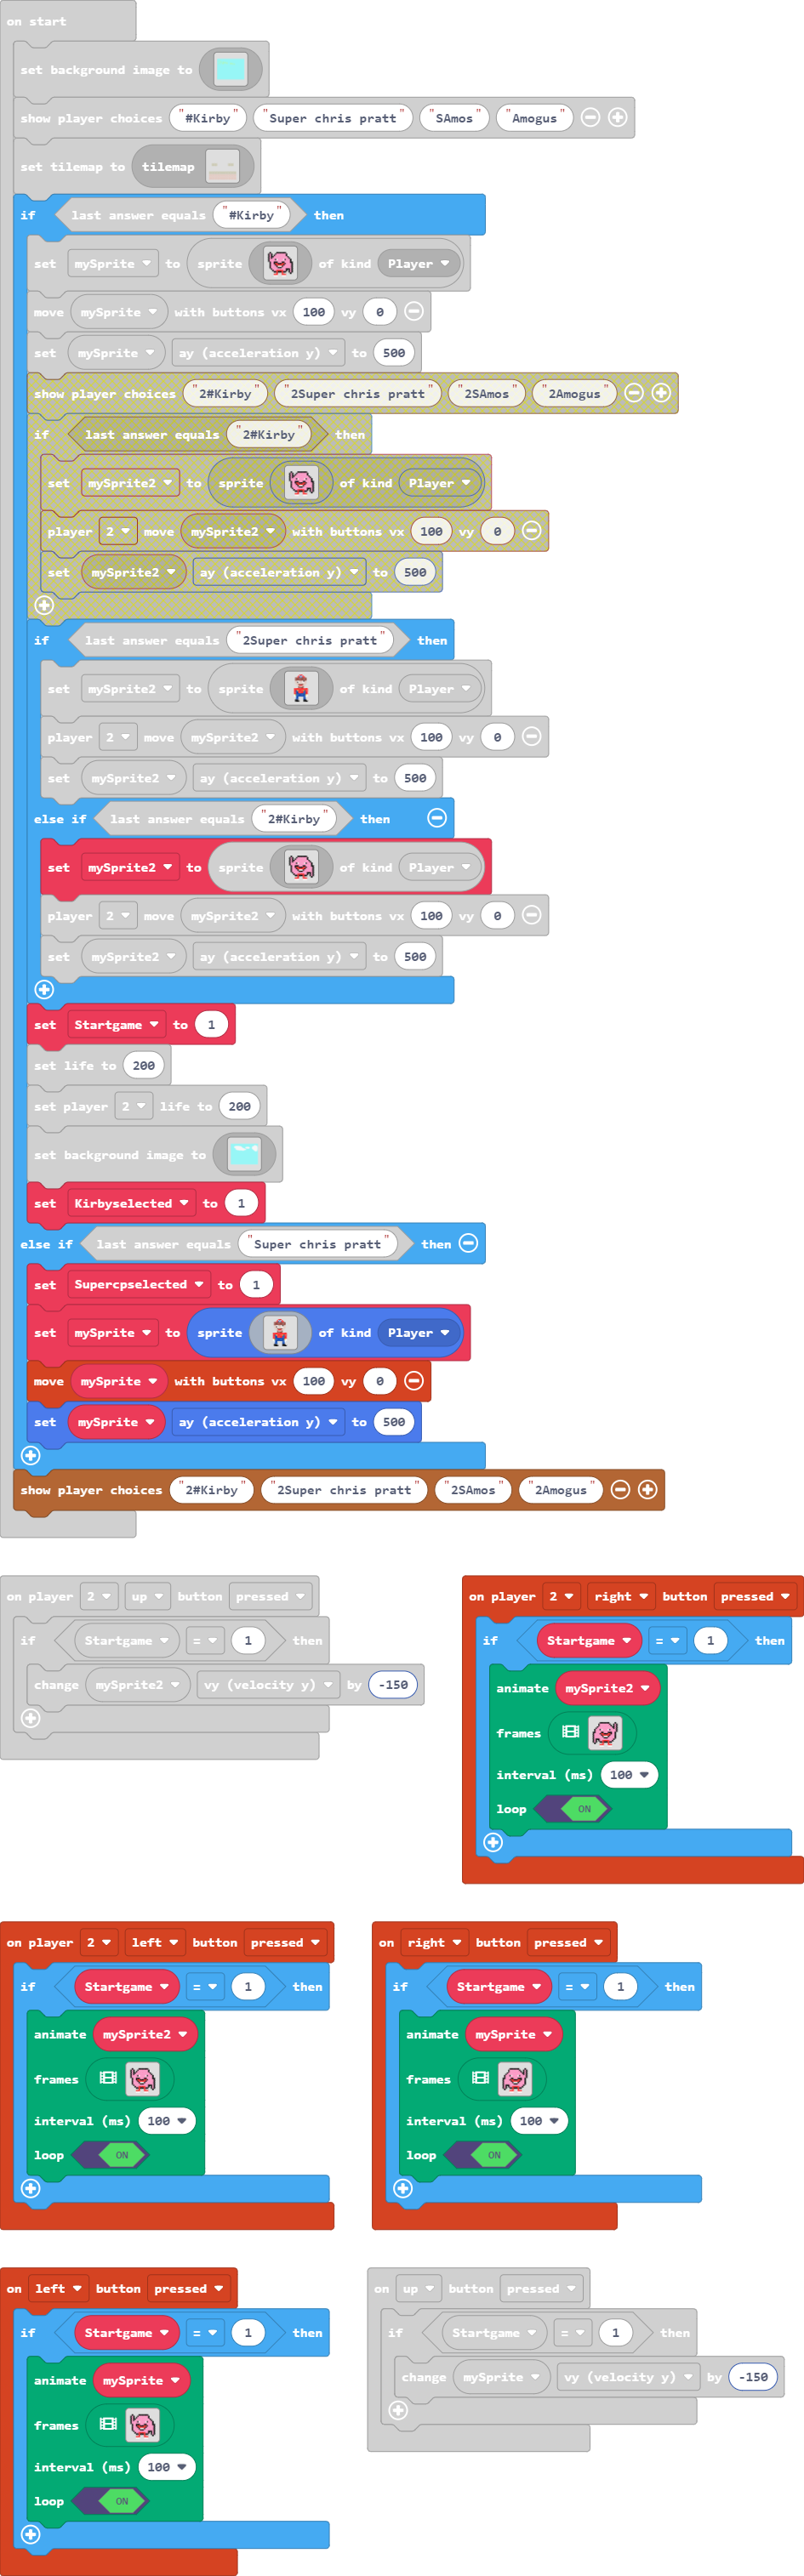 on start
set background image to
show player choices "#Kirby" "Super chris pratt" "SAmos" "Amogus"
set tilemap to tilemap
if last answer equals "#Kirby" then
set mySprite to sprite of kind Player
move mySprite with buttons vx 100 vy 0
set mySprite ay (acceleration y) to 500
show player choices "2#Kirby" "2Super chris pratt" "2SAmos" "2Amogus"
if last answer equals "2#Kirby" then
set mySprite2 to sprite of kind Player
player 2 move mySprite2 with buttons vx 100 vy 0
set mySprite2 ay (acceleration y) to 500
if last answer equals "2Super chris pratt" then
set mySprite2 to sprite of kind Player
player 2 move mySprite2 with buttons vx 100 vy 0
set mySprite2 ay (acceleration y) to 500
else if last answer equals "2#Kirby" then
set mySprite2 to sprite of kind Player
player 2 move mySprite2 with buttons vx 100 vy 0
set mySprite2 ay (acceleration y) to 500
set Startgame to 1
set life to 200
set player 2 life to 200
set background image to
set Kirbyselected to 1
else if last answer equals "Super chris pratt" then
set Supercpselected to 1
set mySprite to sprite of kind Player
move mySprite with buttons vx 100 vy 0
set mySprite ay (acceleration y) to 500
show player choices "2#Kirby" "2Super chris pratt" "2SAmos" "2Amogus"
on player 2 up button pressed
if Startgame = 1 then
change mySprite2 vy (velocity y) by -150
on player 2 right button pressed
if Startgame = 1 then
animate mySprite2
frames
interval (ms) 100
loop ON
on player 2 left button pressed
if Startgame = 1 then
animate mySprite2
frames
interval (ms) 100
loop ON
on right button pressed
if Startgame = 1 then
animate mySprite
frames
interval (ms) 100
loop ON
on left button pressed
if Startgame = 1 then
animate mySprite
frames
interval (ms) 100
loop ON
on up button pressed
if Startgame = 1 then
change mySprite vy (velocity y) by -150